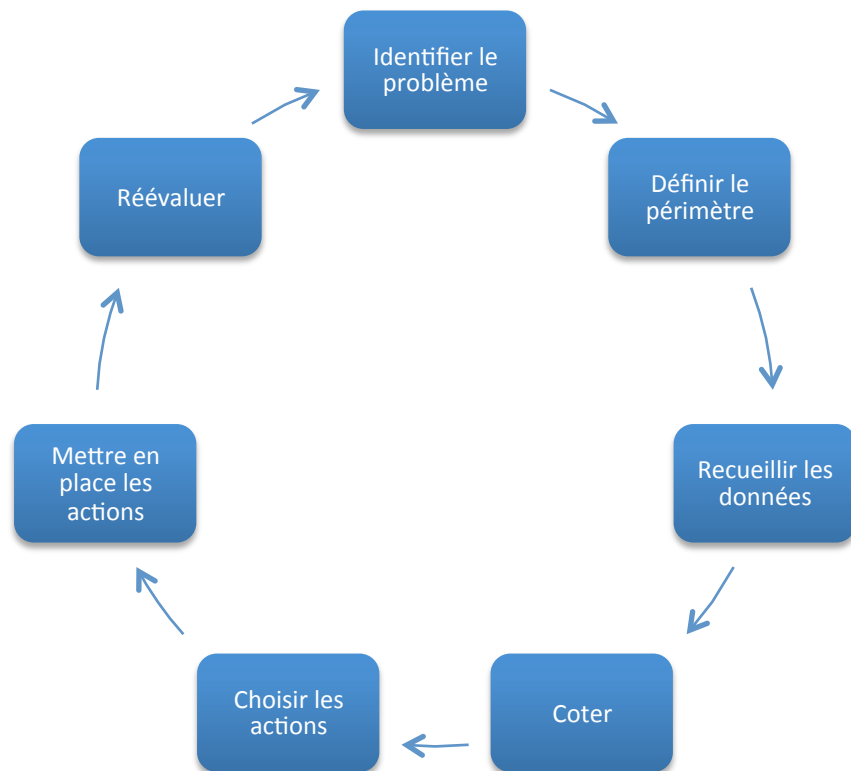 Identifier le
problème
Définir le
périmètre
Recueillir les
données
Coter
Choisir les
actions
Mettre en
place les
actions
Réévaluer